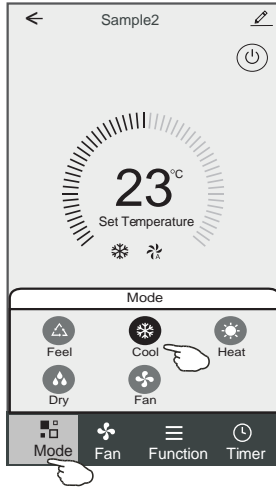 Sample2
23°C
Set Temperature
A
Mode
Feel Cool Heat
Dry Fan
Mode Fan Function Timer